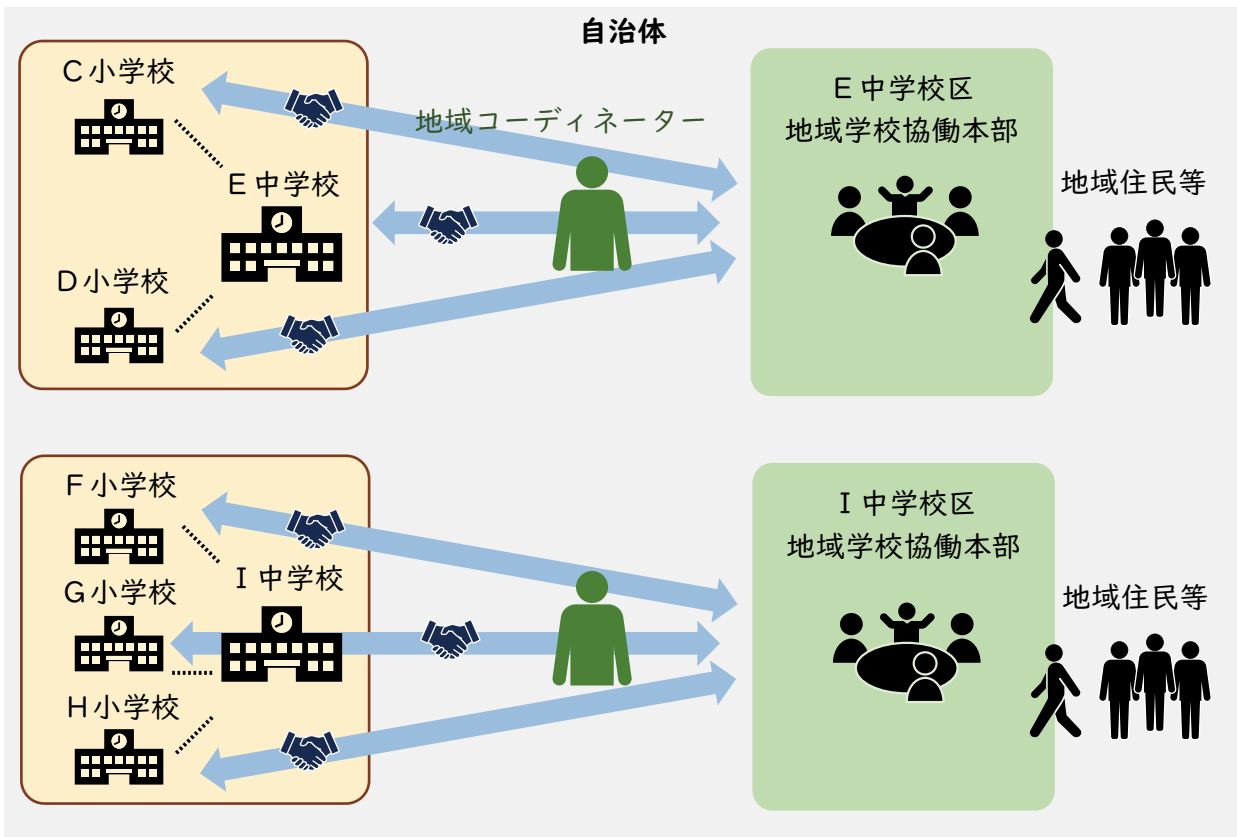 自治体
C小学校
地域コーディネーター
E中学校
D小学校
E中学校区
地域学校協働本部
地域住民等
F小学校
G小学校
I中学校
H小学校
I中学校区
地域学校協働本部
地域住民等